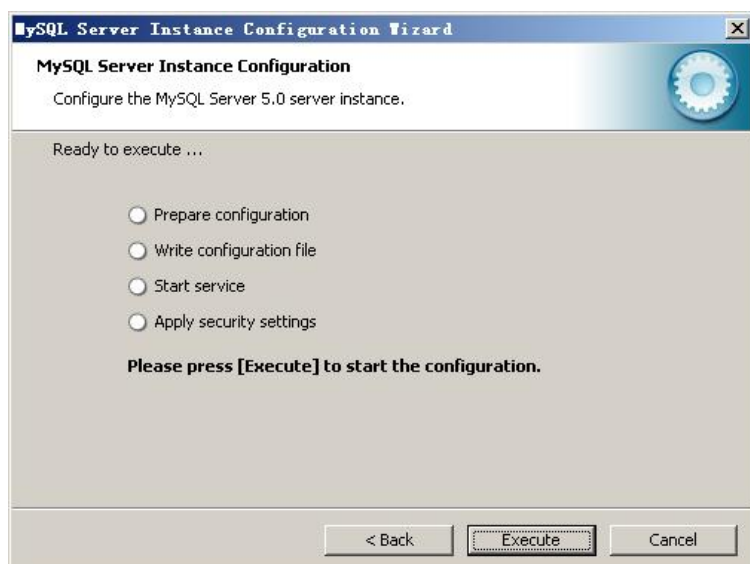 MySQL Server Instance Configuration Wizard
MySQL Server Instance Configuration
Configure the MySQL Server 5.0 server instance.
Ready to execute ...
Prepare configuration
Write configuration file
Start service
Apply security settings
Please press [Execute] to start the configuration.
< Back Execute Cancel